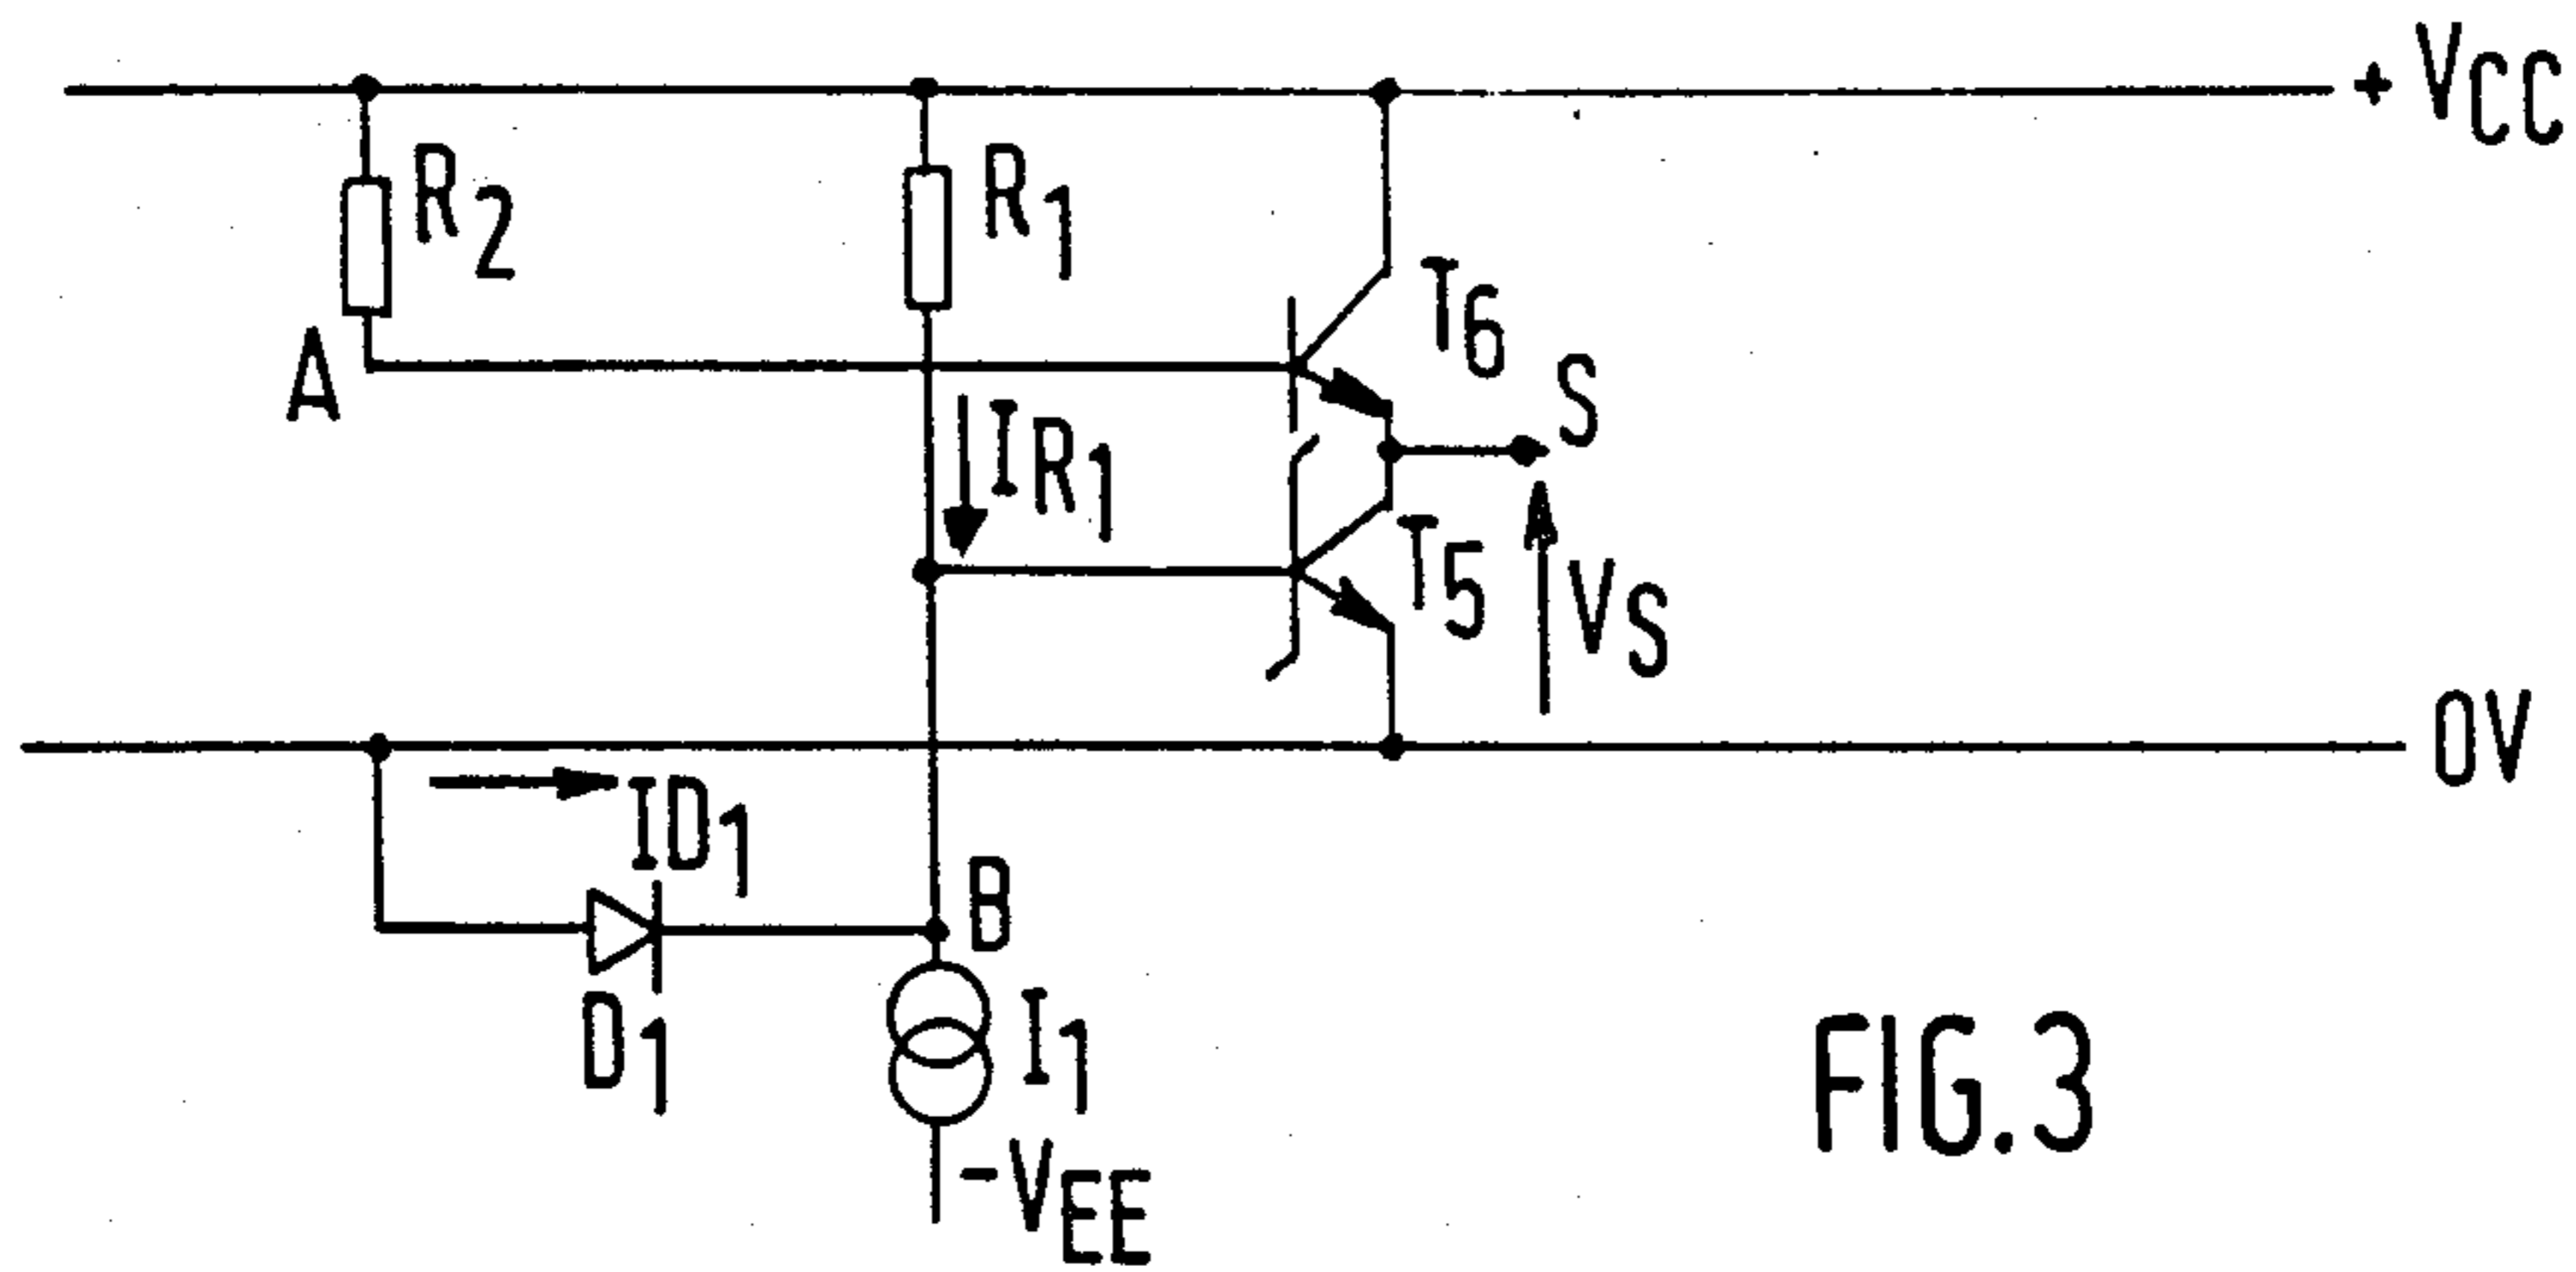 + VCC
R2
R1
T6
A
S
IR1
T5
VS
0V
ID1
B
D1
I1
-VEE
FIG.3